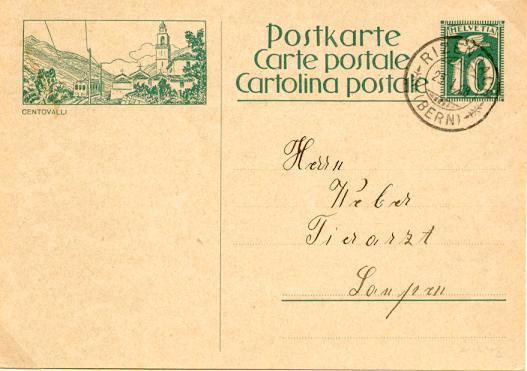 Postkarte
Carte postale
Cartolina postale
HELVETIA
10
(BERN)
CENTOVALLI
Herrn
Weber
Tierarzt
Laupen